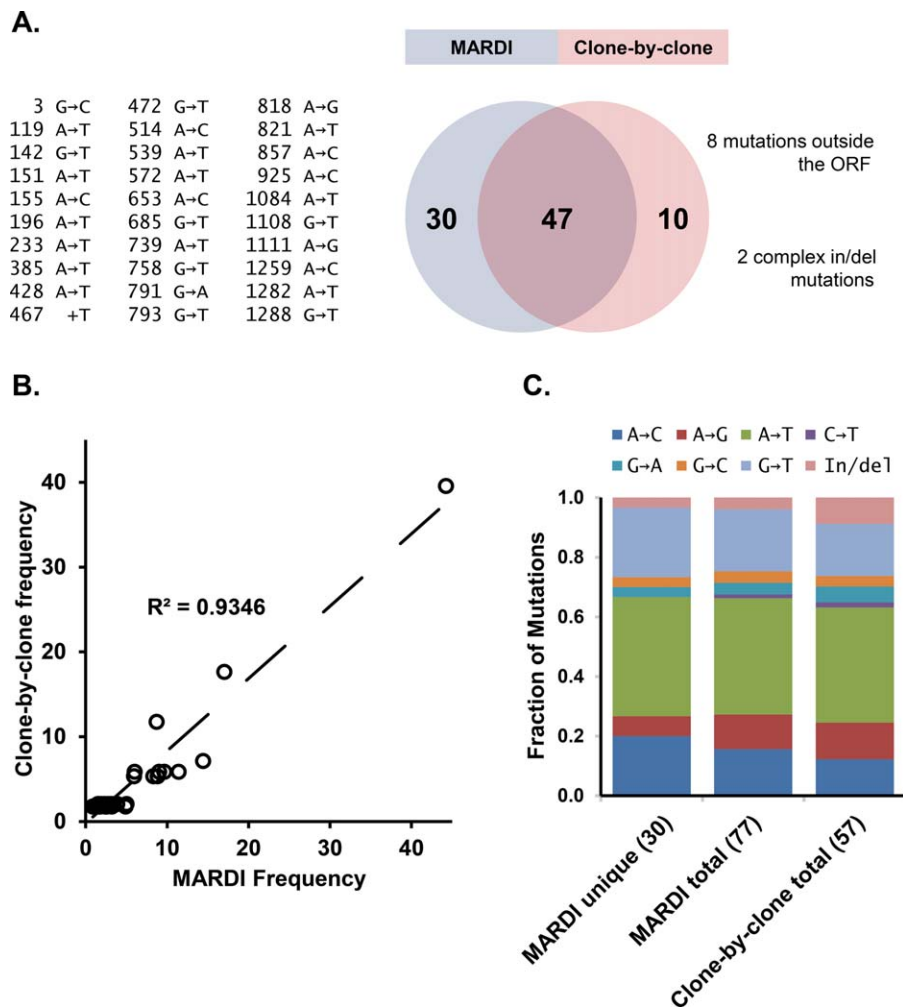 A.
MARDI Clone-by-clone
3 G→C 472 G→T 818 A→G
119 A→T 514 A→C 821 A→T
142 G→T 539 A→T 857 A→C
151 A→T 572 A→T 925 A→C
155 A→C 653 A→C 1084 A→T
196 A→T 685 G→T 1108 G→T
233 A→T 739 A→T 1111 A→G
385 A→T 758 G→T 1259 A→C
428 A→T 791 G→A 1282 A→T
467 +T 793 G→T 1288 G→T
30 47 10
8 mutations outside
the ORF
2 complex in/del
mutations
B.
Clone-by-clone frequency
40
30
20
10
0
R² = 0.9346
0 10 20 30 40
MARDI Frequency
C.
A→C A→G A→T C→T
G→A G→C G→T In/del
Fraction of Mutations
1.0
0.8
0.6
0.4
0.2
0.0
MARDI unique (30)
MARDI total (77)
Clone-by-clone total (57)